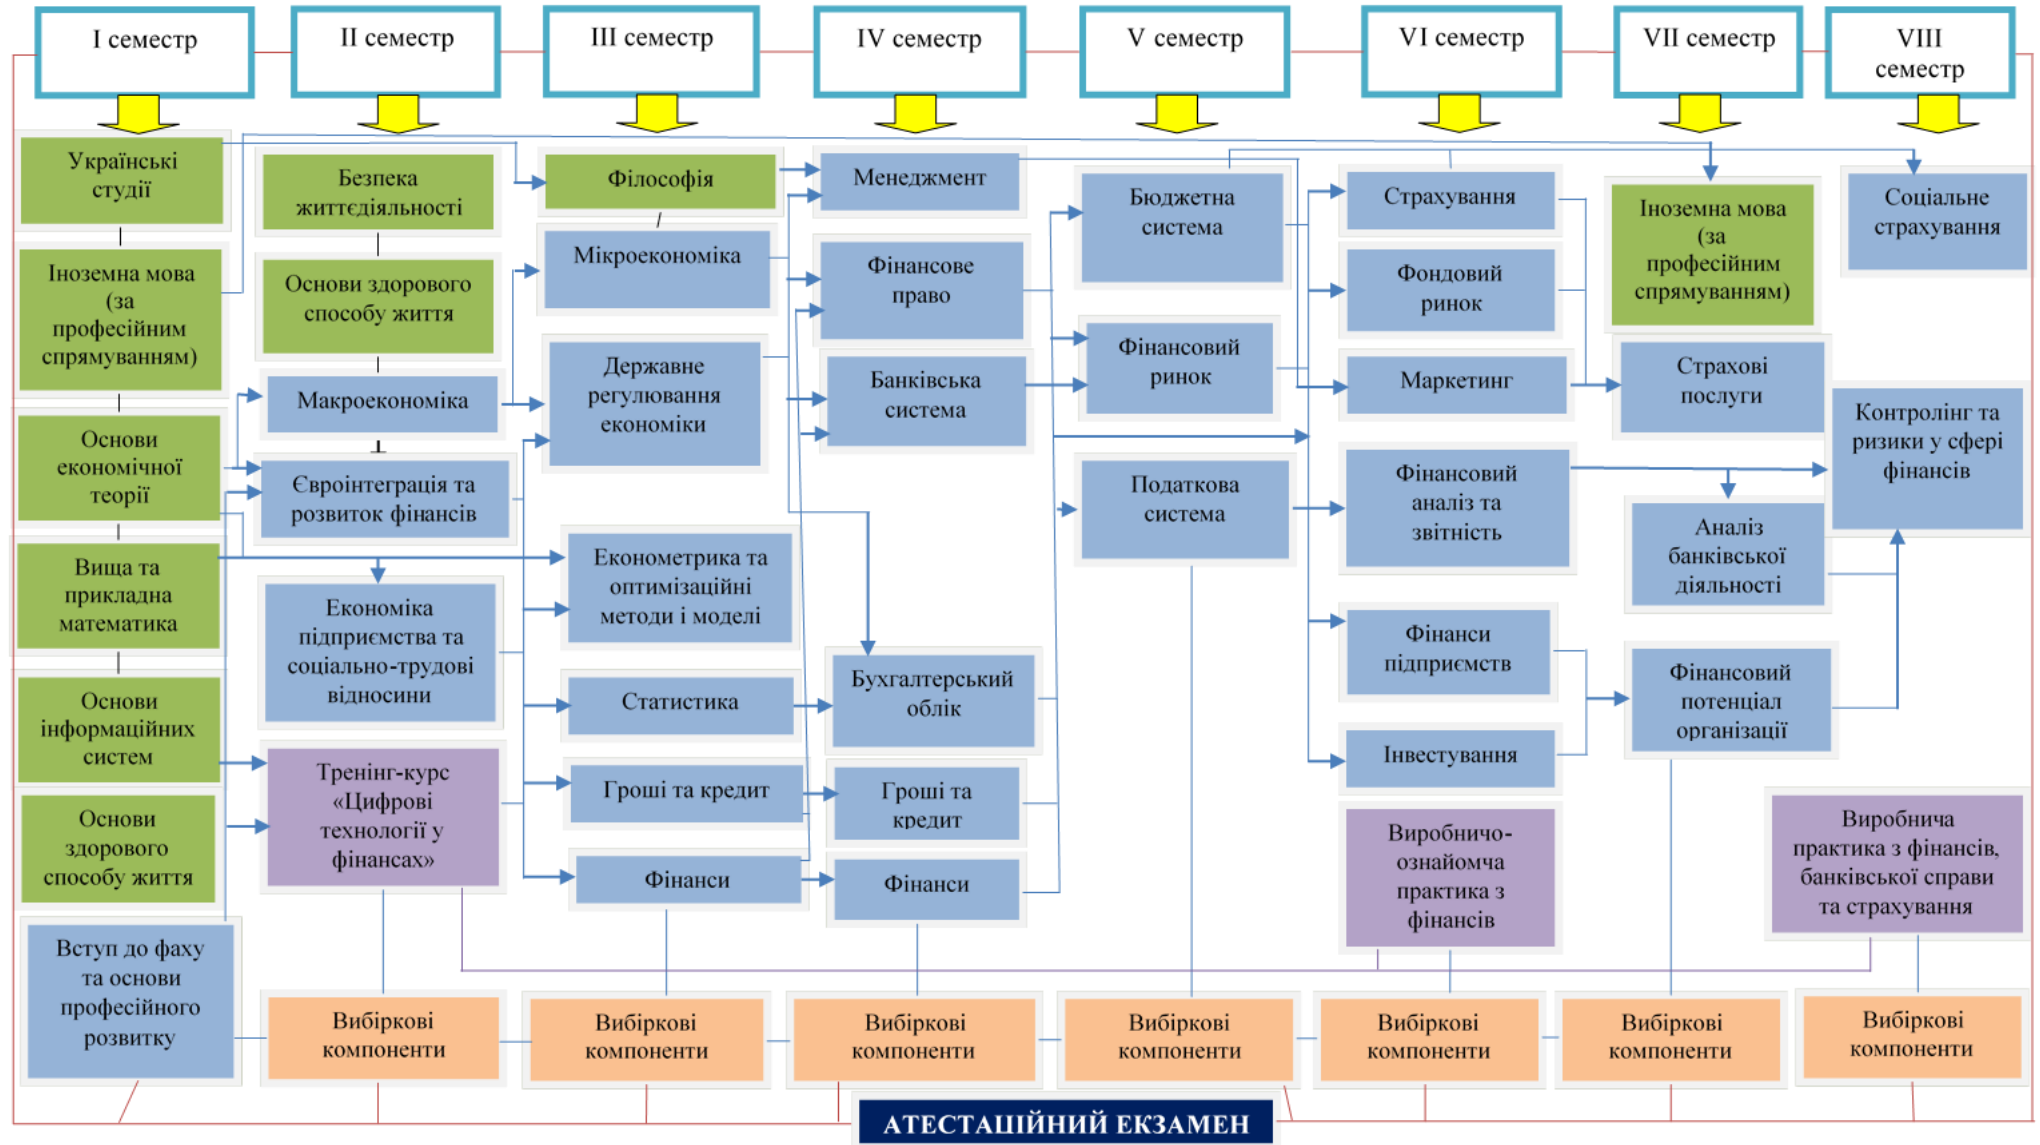 I семестр
II семестр
III семестр
IV семестр
V семестр
VI семестр
VII семестр
VIII
семестр
Українські
студії
Іноземна мова
(за
професійним
спрямуванням)
Основи
економічної
теорії
Вища та
прикладна
математика
Основи
інформаційних
систем
Основи
здорового
способу життя
Вступ до фаху
та основи
професійного
розвитку
Безпека
життєдіяльності
Основи здорового
способу життя
Макроекономіка
Євроінтеграція та
розвиток фінансів
Економіка
підприємства та
соціально-трудові
відносини
Тренінг-курс
«Цифрові
технології у
фінансах»
Вибіркові
компоненти
Філософія
Мікроекономіка
Державне
регулювання
економіки
Економетрика та
оптимізаційні
методи і моделі
Статистика
Гроші та кредит
Фінанси
Вибіркові
компоненти
Менеджмент
Фінансове
право
Банківська
система
Бухгалтерський
облік
Гроші та
кредит
Фінанси
Вибіркові
компоненти
Бюджетна
система
Фінансовий
ринок
Податкова
система
Вибіркові
компоненти
Страхування
Фондовий
ринок
Маркетинг
Фінансовий
аналіз та
звітність
Фінанси
підприємств
Інвестування
Виробничо-
ознайомча
практика з
фінансів
Вибіркові
компоненти
Іноземна мова
(за
професійним
спрямуванням)
Страхові
послуги
Аналіз
банківської
діяльності
Фінансовий
потенціал
організації
Вибіркові
компоненти
Соціальне
страхування
Контролінг та
ризики у сфері
фінансів
Виробнича
практика з фінансів,
банківської справи
та страхування
Вибіркові
компоненти
АТЕСТАЦІЙНИЙ ЕКЗАМЕН